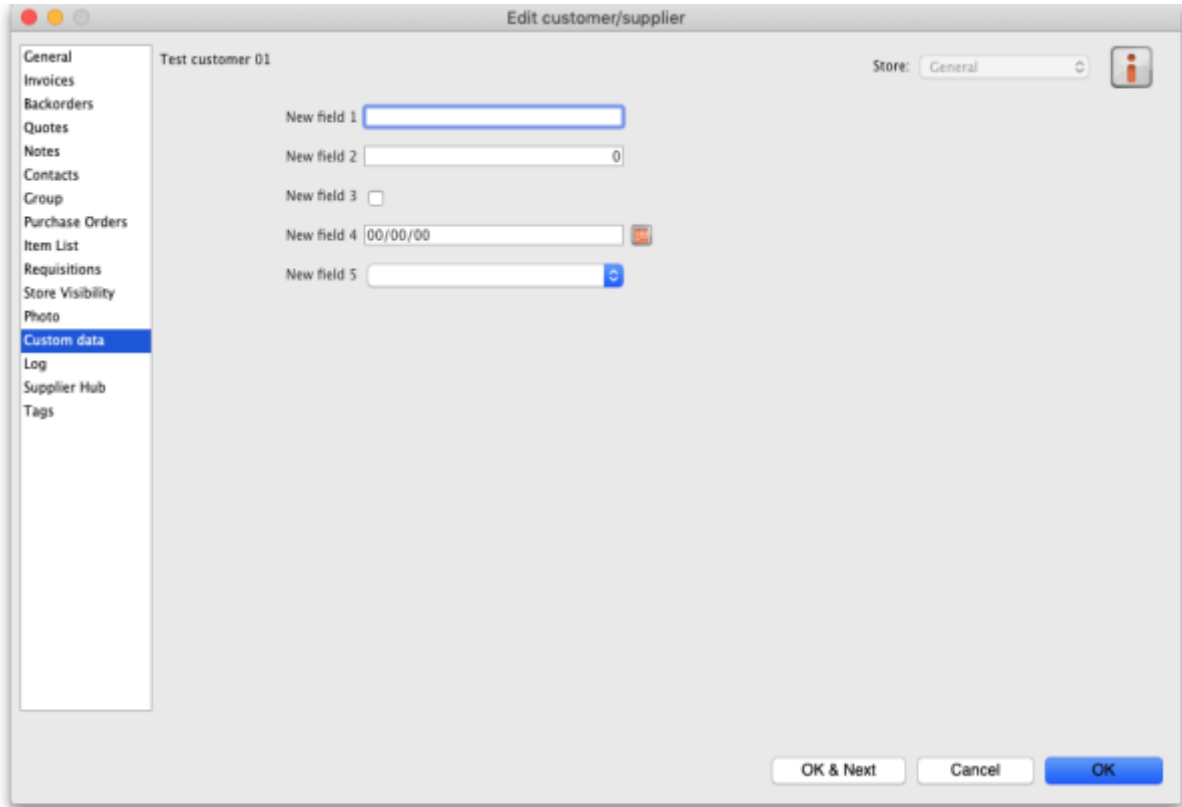 Edit customer/supplier
General
Invoices
Backorders
Quotes
Notes
Contacts
Group
Purchase Orders
Item List
Requisitions
Store Visibility
Photo
Custom data
Log
Supplier Hub
Tags
Test customer 01
Store: General
New field 1
New field 2 0
New field 3
New field 4 00/00/00
New field 5
OK & Next Cancel OK